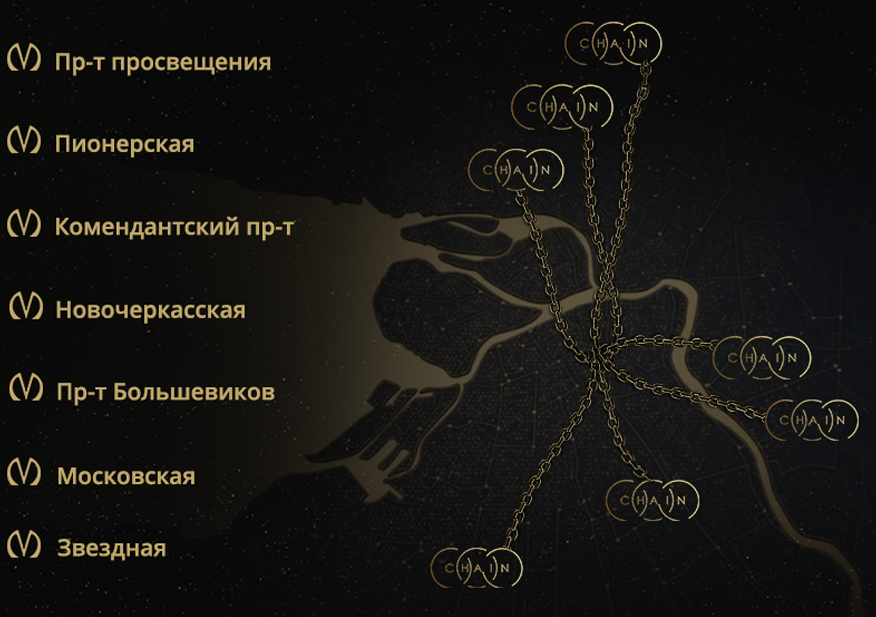 Пр-т просвещения
Пионерская
Комендантский пр-т
Новочеркасская
Пр-т Большевиков
Московская
Звездная
CHAIN
CHAIN
CHAIN
CHAIN
CHAIN
CHAIN
CHAIN